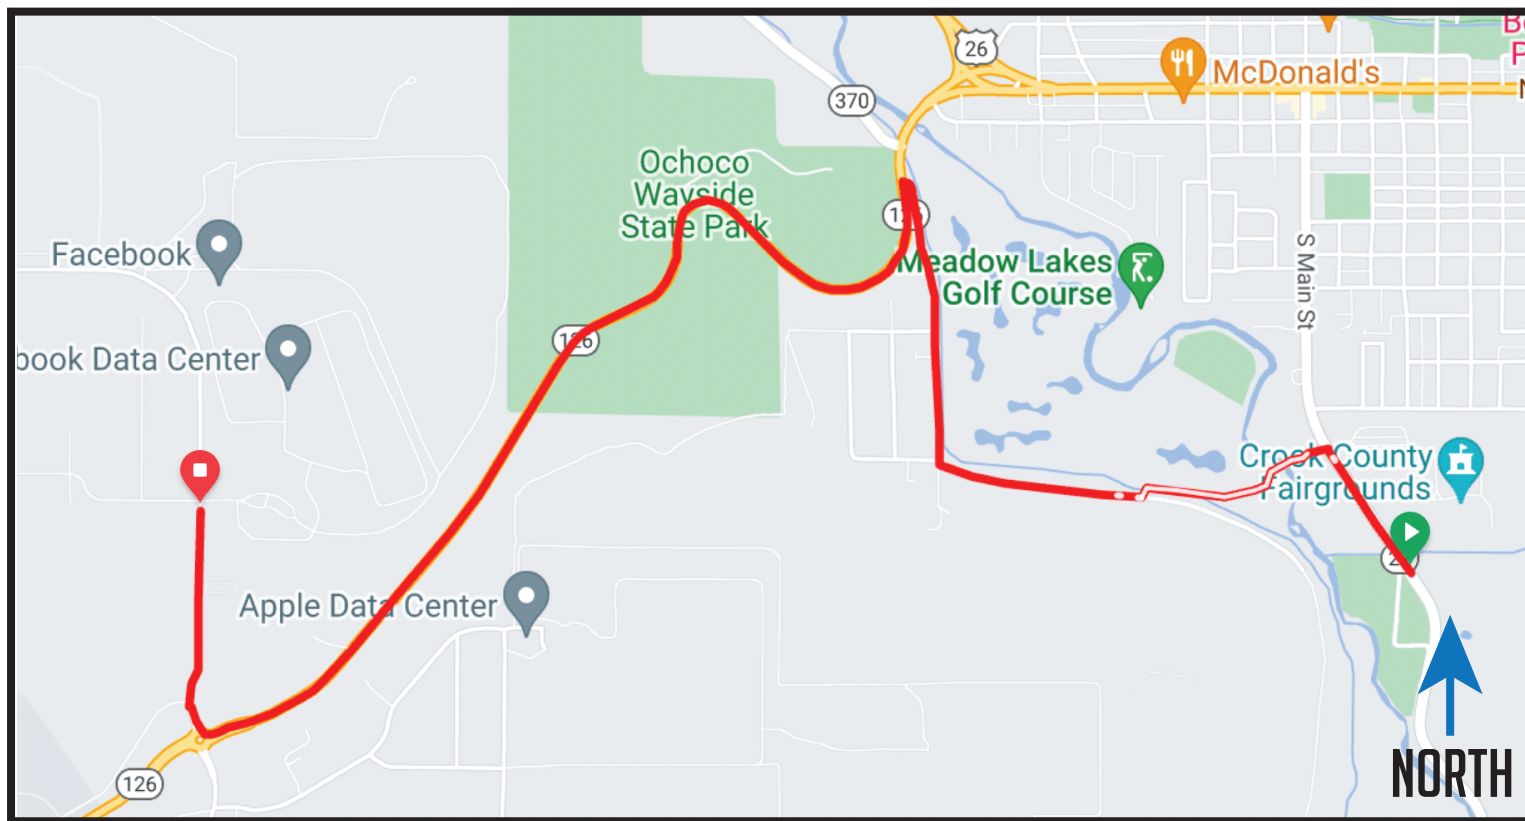 26
McDonald's
370
Ochoco
Wayside
State Park
Facebook
Meadow Lakes
Golf Course
S Main St
126
book Data Center
Crook County
Fairgrounds
Apple Data Center
126
NORTH